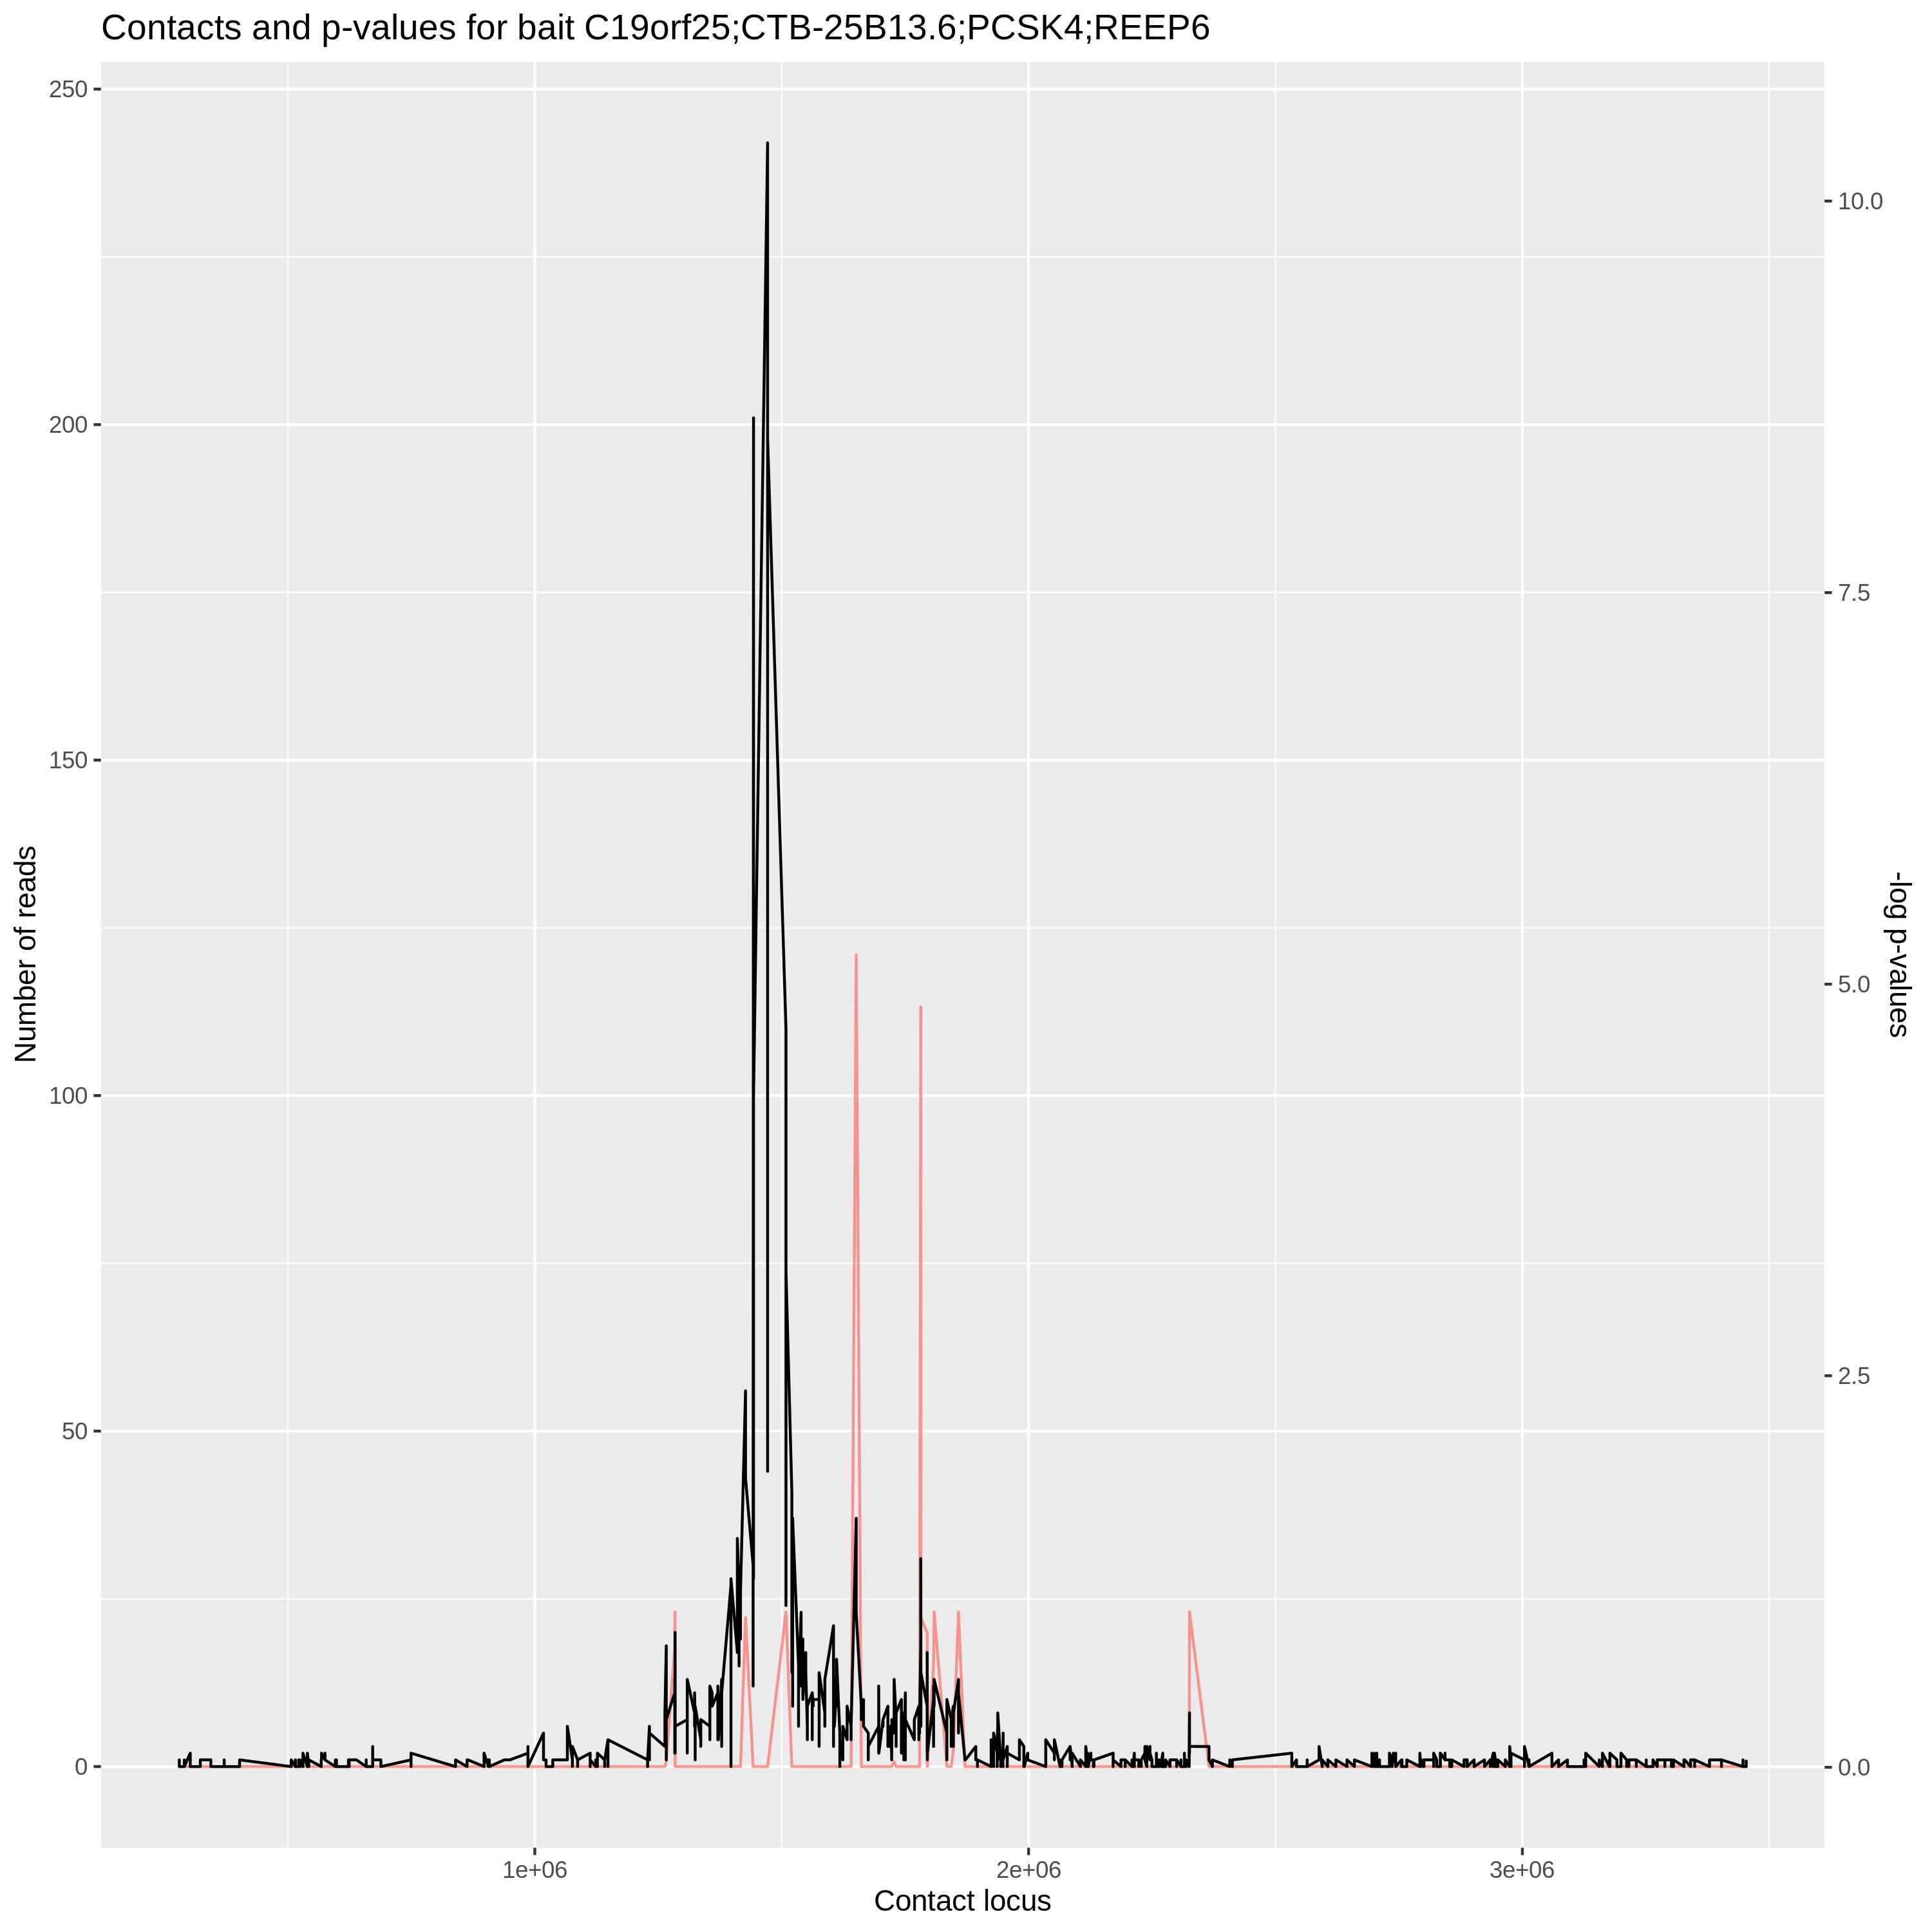 Contacts and p-values for bait C19orf25;CTB-25B13.6;PCSK4;REEP6
250
200
150
100
50
0
Number of reads
10.0
7.5
5.0
2.5
0.0
-log p-values
1e+06
2e+06
3e+06
Contact locus